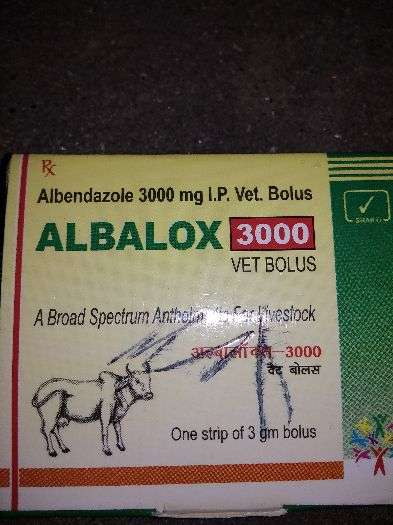 Rx
Albendazole 3000 mg I.P. Vet. Bolus
ALBALOX 3000
VET BOLUS
A Broad Spectrum Anthelmintic For Livestock
अल्बालॉक्स-3000
वैट बोलस
One strip of 3 gm bolus